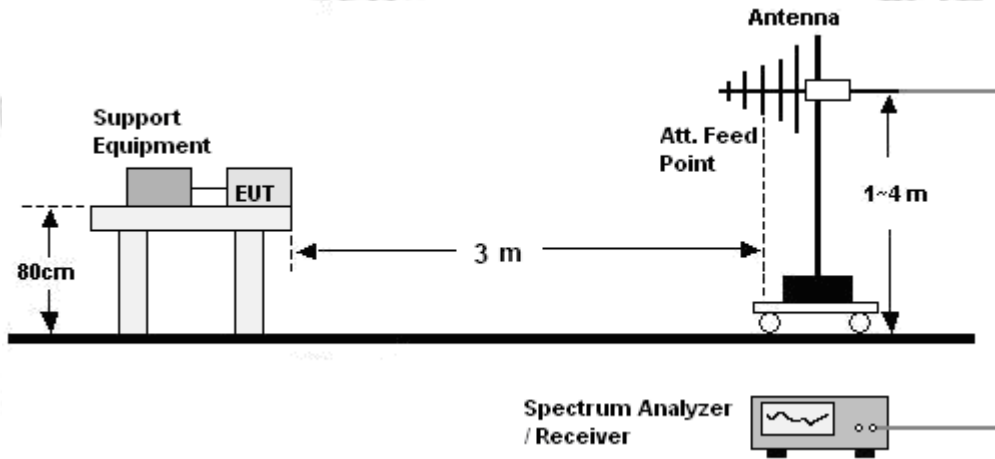 Antenna
Support
Equipment
Att. Feed
Point
EUT
1~4 m
3 m
80cm
Spectrum Analyzer
/ Receiver